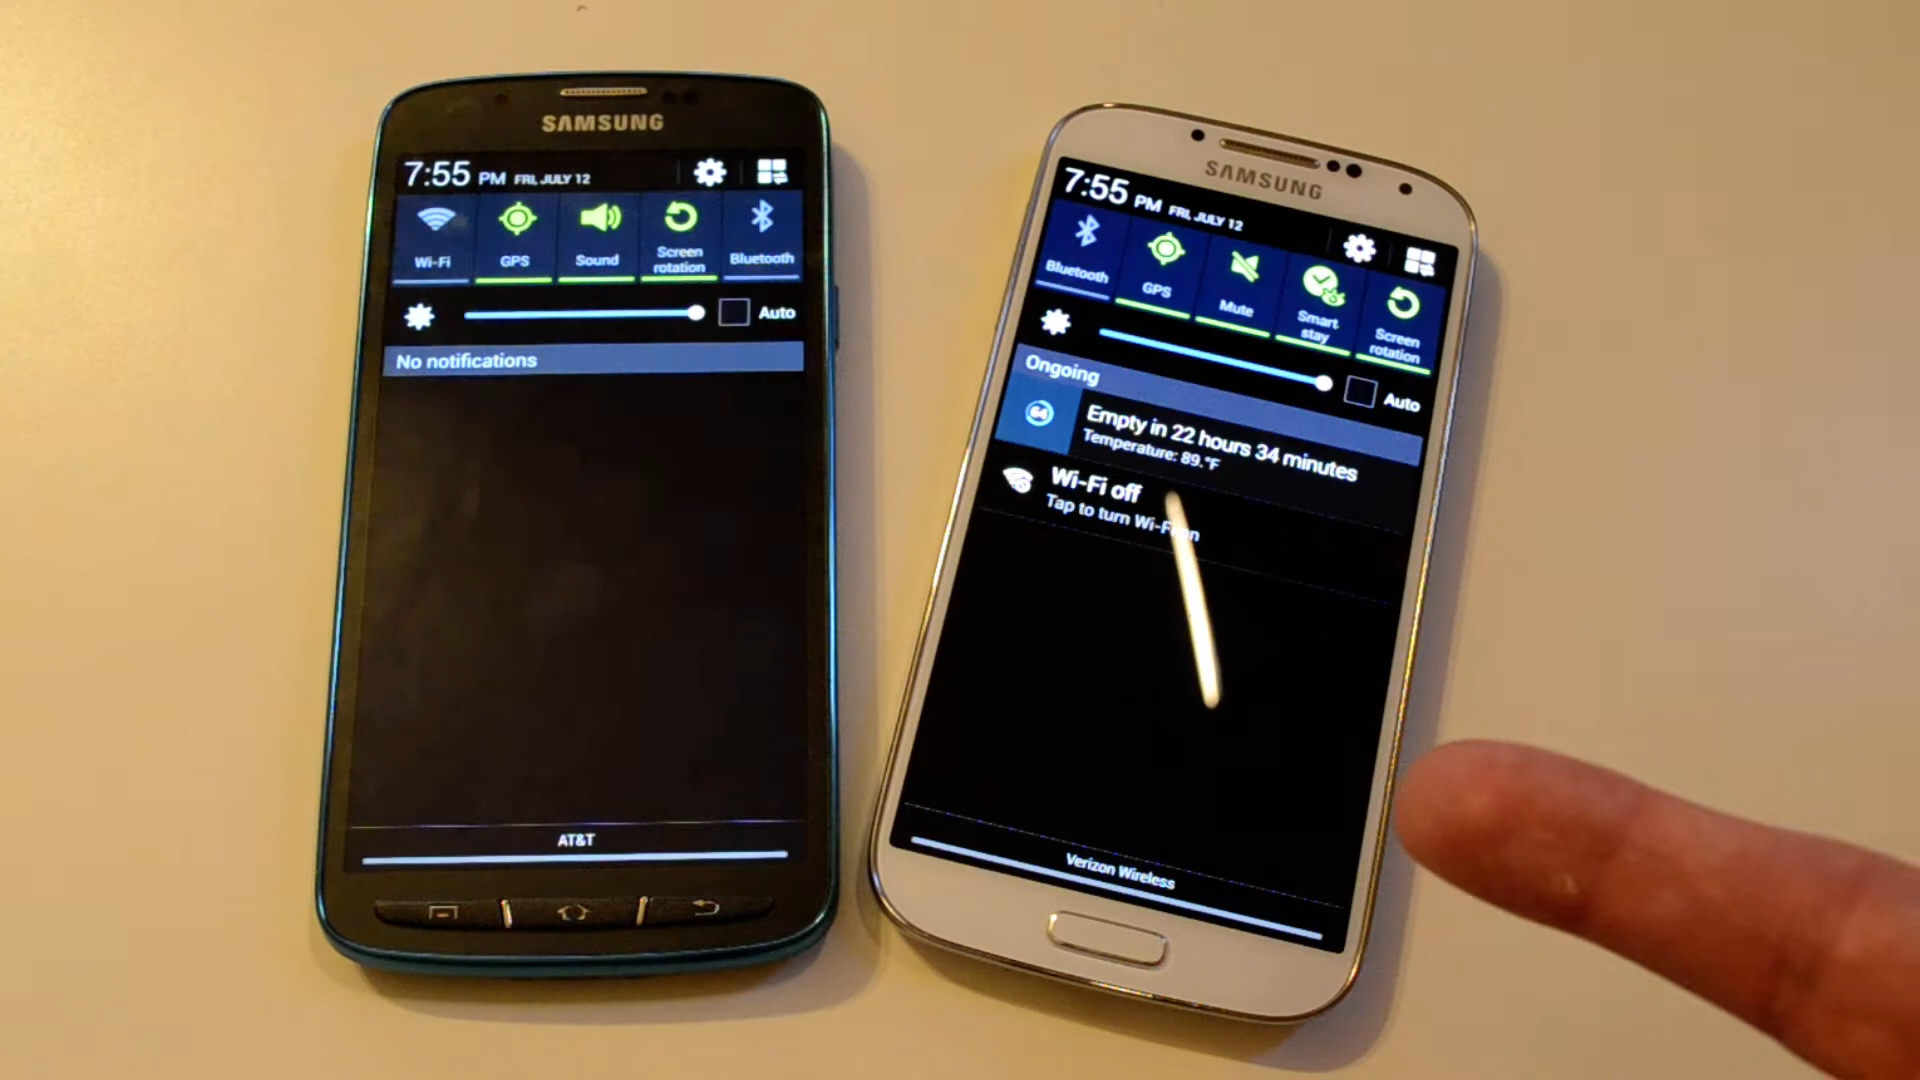 SAMSUNG
7:55 PM FRI, JULY 12
Wi-Fi GPS Sound Screen rotation Bluetooth
Auto
No notifications
AT&T
SAMSUNG
7:55 PM FRI, JULY 12
Bluetooth GPS Mute Smart stay Screen rotation
Auto
Ongoing
64 Empty in 22 hours 34 minutes
Temperature: 89.°F
Wi-Fi off
Tap to turn Wi-Fi on
Verizon Wireless